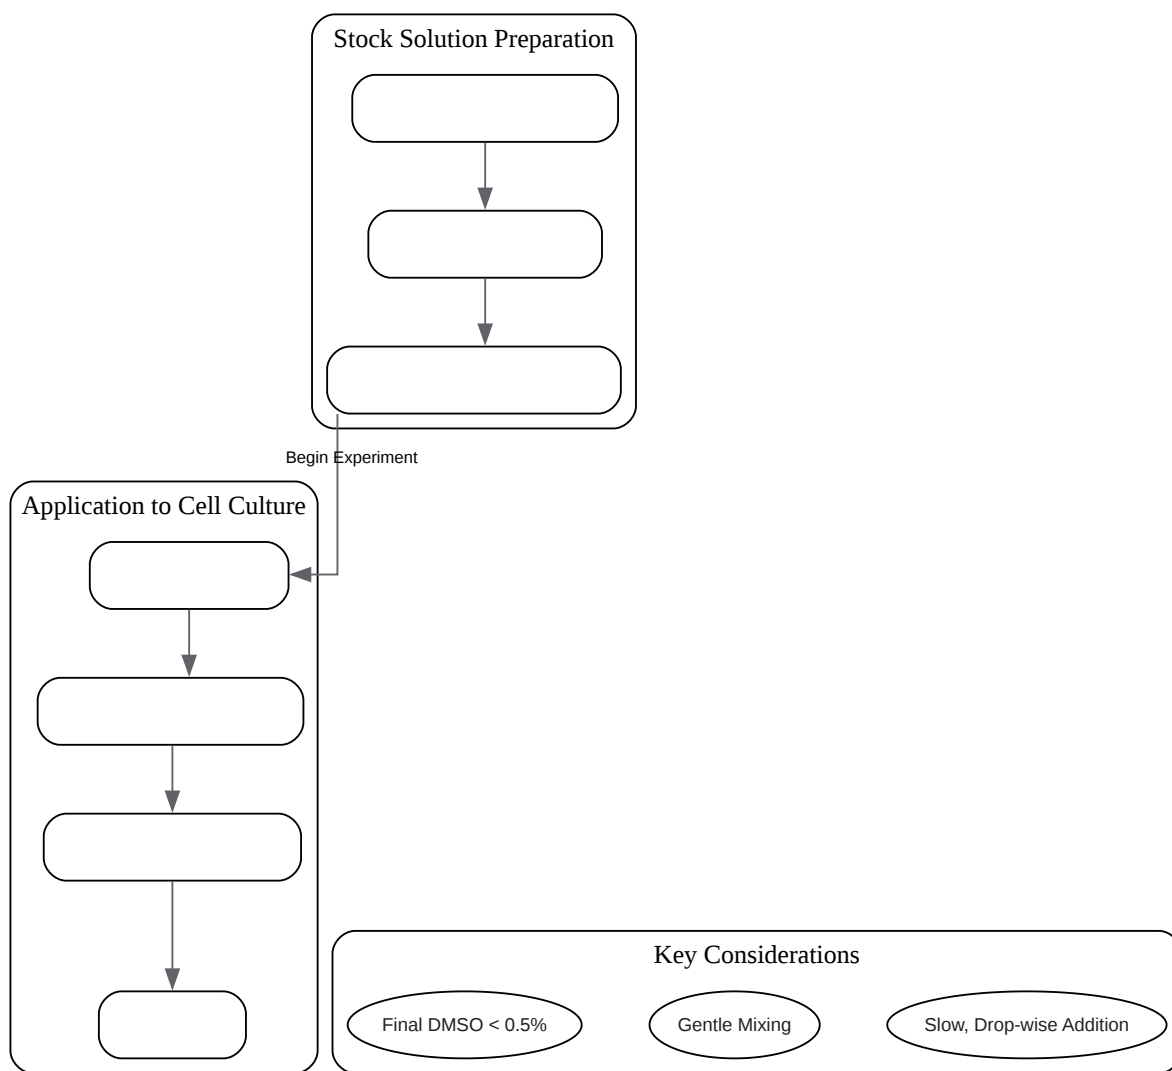 Stock Solution Preparation
Begin Experiment
Application to Cell Culture
Key Considerations
Final DMSO < 0.5%
Gentle Mixing
Slow, Drop-wise Addition